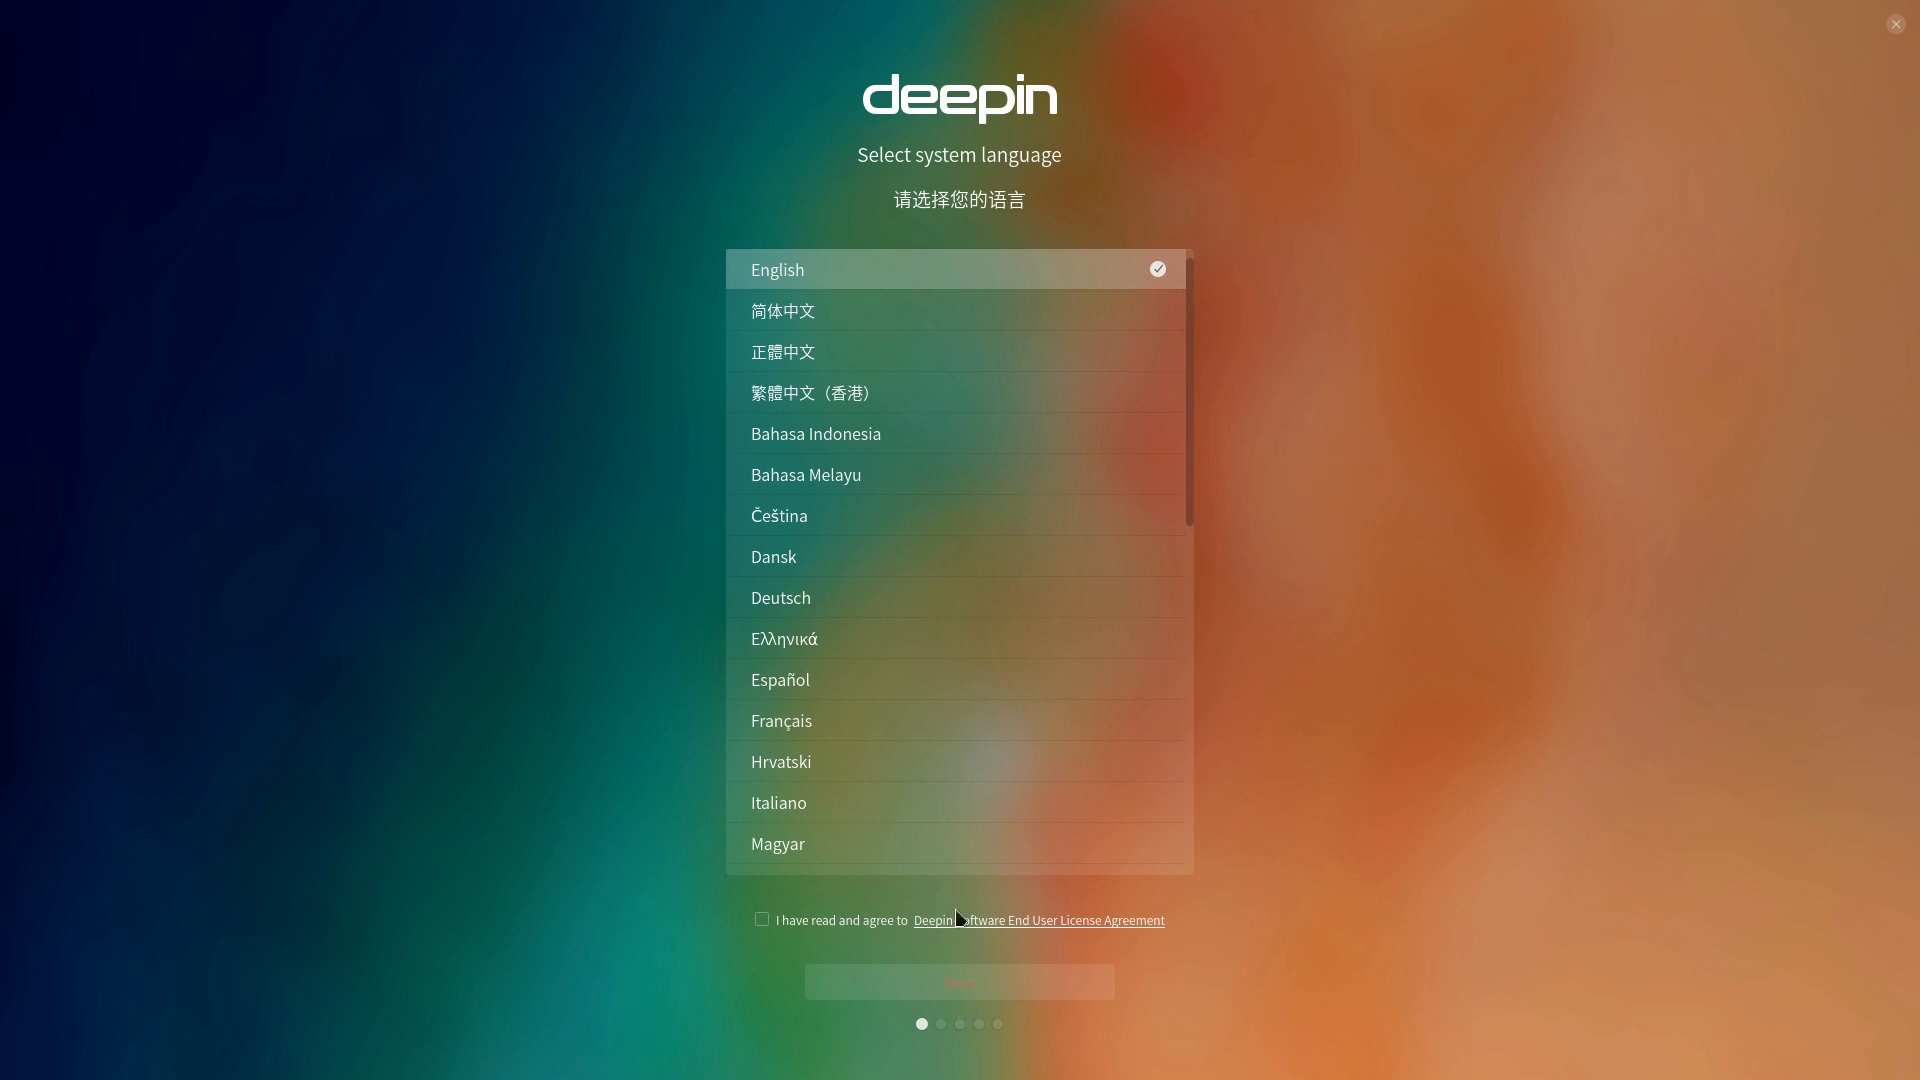 deepin
Select system language
请选择您的语言
English
简体中文
正體中文
繁體中文（香港）
Bahasa Indonesia
Bahasa Melayu
Čeština
Dansk
Deutsch
Ελληνικά
Español
Français
Hrvatski
Italiano
Magyar
I have read and agree to Deepin Software End User License Agreement
Next